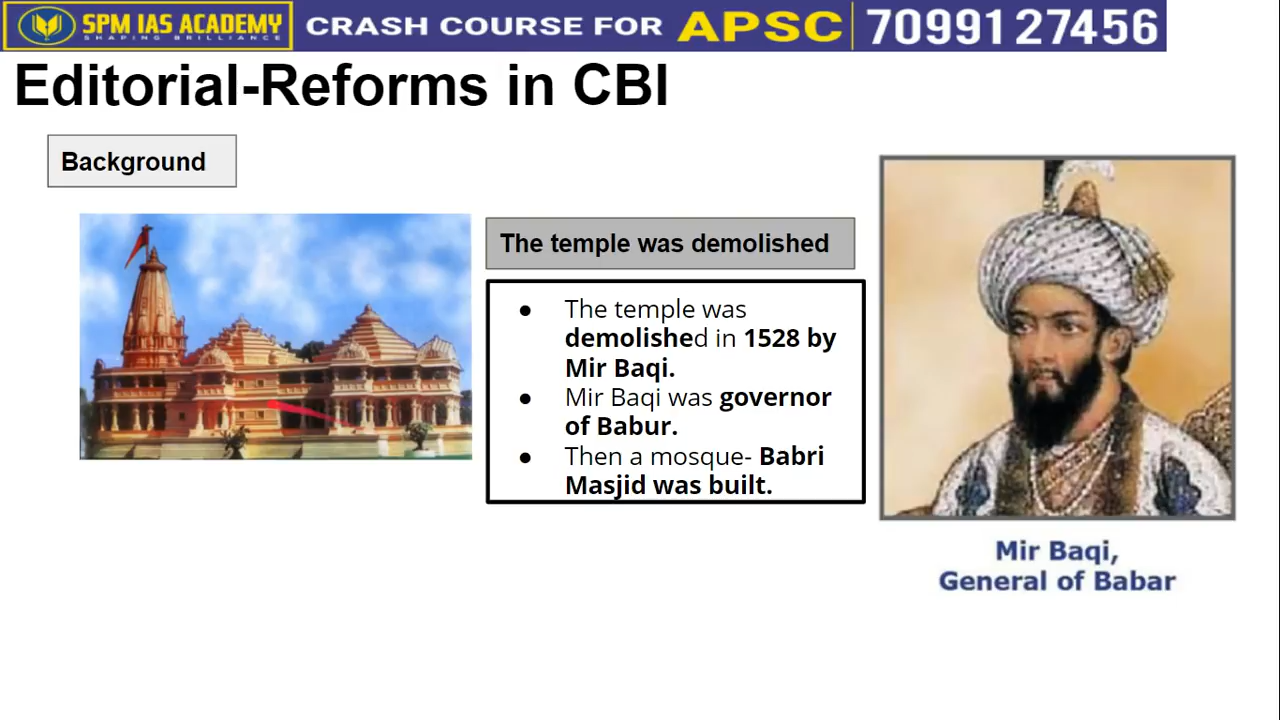 SPM IAS ACADEMY
SHAPING BRILLIANCE
CRASH COURSE FOR APSC 70991 27456
Editorial-Reforms in CBI
Background
The temple was demolished
● The temple was
demolished in 1528 by
Mir Baqi.
● Mir Baqi was governor
of Babur.
● Then a mosque- Babri
Masjid was built.
Mir Baqi,
General of Babar